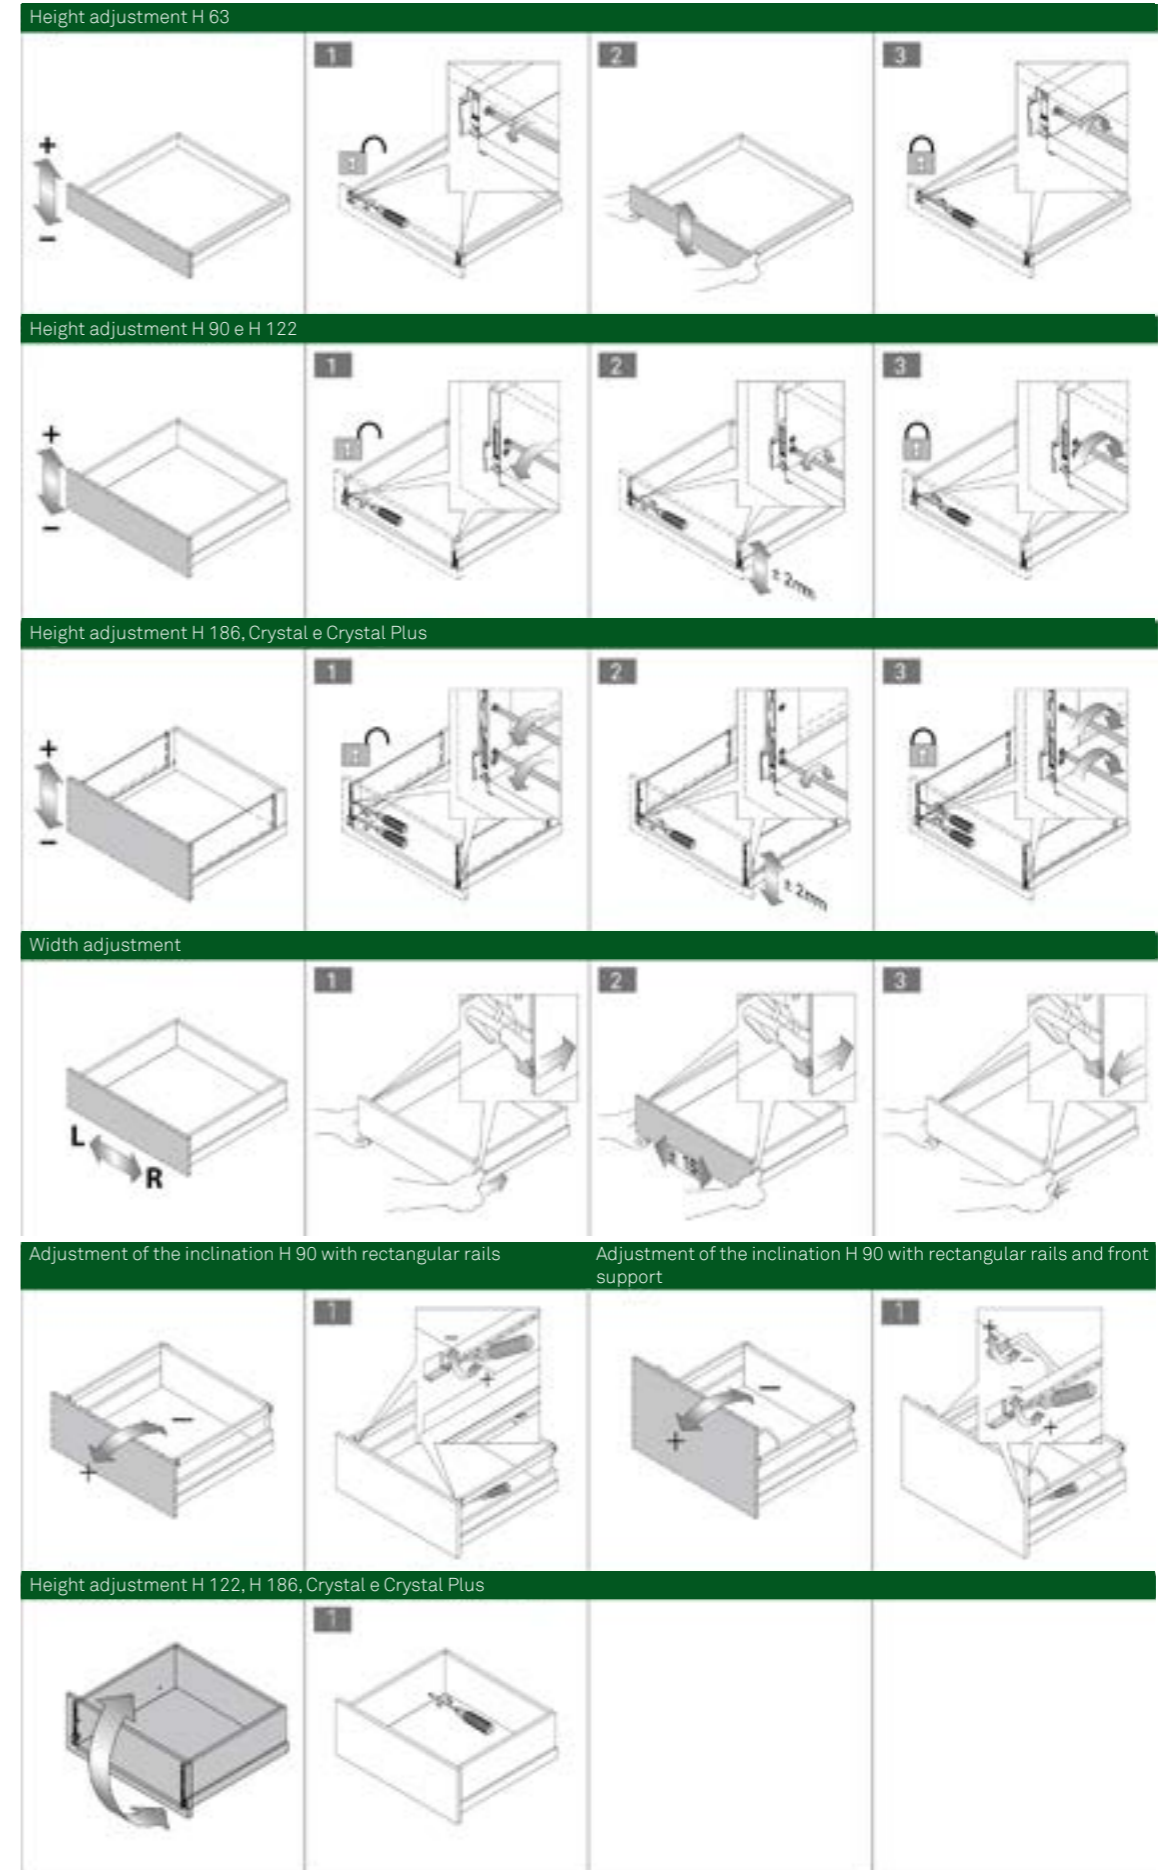 Height adjustment H 63
1
2
3
+
−
Height adjustment H 90 e H 122
1
2
3
+
−
± 2mm
Height adjustment H 186, Crystal e Crystal Plus
1
2
3
+
−
± 2mm
Width adjustment
1
2
3
L
R
Adjustment of the inclination H 90 with rectangular rails
Adjustment of the inclination H 90 with rectangular rails and front
support
1
1
−
+
−
+
−
+
+
−
−
+
Height adjustment H 122, H 186, Crystal e Crystal Plus
1